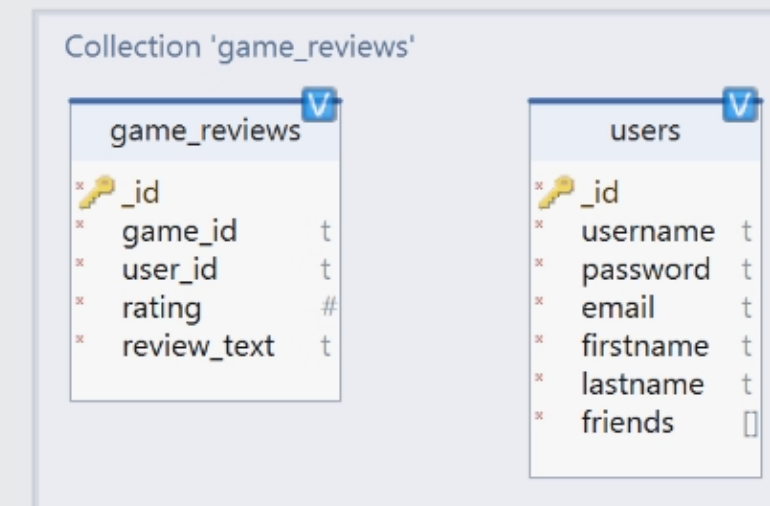 Collection 'game_reviews'
game_reviews
_id
game_id t
user_id t
rating #
review_text t
users
_id
username t
password t
email t
firstname t
lastname t
friends []